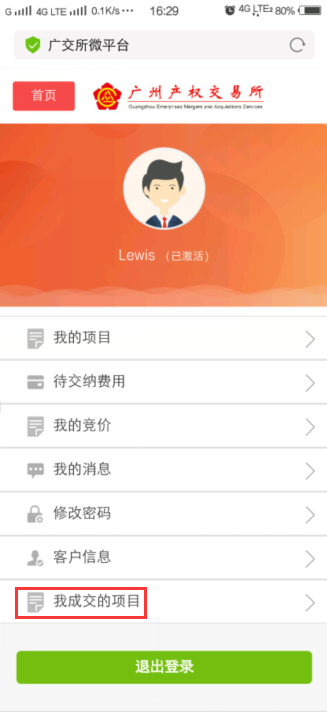 G 4G LTE 0.1K/s ··· 16:29 4G LTE 80%
广交所微平台
首页 广州产权交易所
Guangzhou Enterprises Mergers and Acquisitions Services
Lewis （已激活）
我的项目
待交纳费用
我的竞价
我的消息
修改密码
客户信息
我成交的项目
退出登录